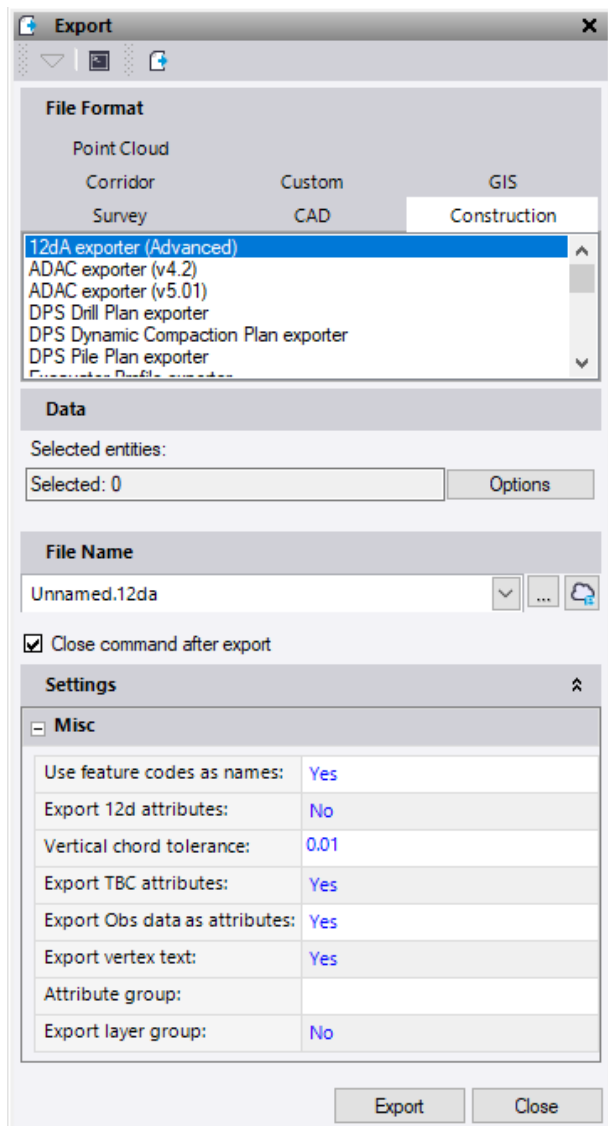 Export
File Format
Point Cloud
Corridor Custom GIS
Survey CAD Construction
12dA exporter (Advanced)
ADAC exporter (v4.2)
ADAC exporter (v5.01)
DPS Drill Plan exporter
DPS Dynamic Compaction Plan exporter
DPS Pile Plan exporter
Excavator Profile exporter
Data
Selected entities:
Selected: 0 Options
File Name
Unnamed.12da ...
Close command after export
Settings
Misc
Use feature codes as names: Yes
Export 12d attributes: No
Vertical chord tolerance: 0.01
Export TBC attributes: Yes
Export Obs data as attributes: Yes
Export vertex text: Yes
Attribute group:
Export layer group: No
Export Close